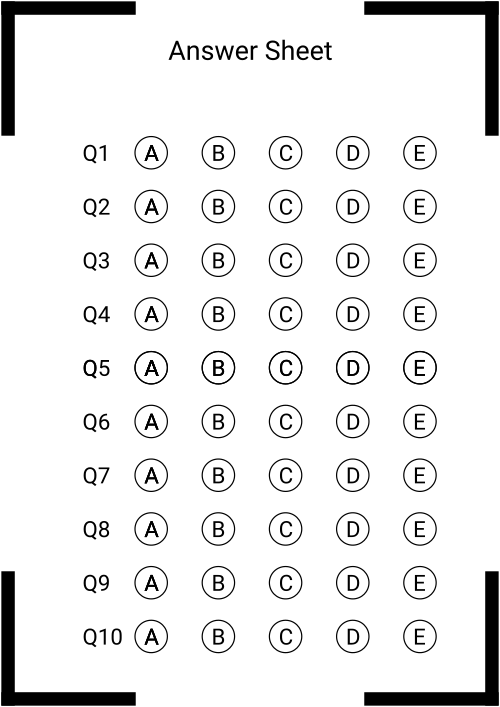 Answer Sheet
Q1 A B C D E
Q2 A B C D E
Q3 A B C D E
Q4 A B C D E
Q5 A B C D E
Q6 A B C D E
Q7 A B C D E
Q8 A B C D E
Q9 A B C D E
Q10 A B C D E